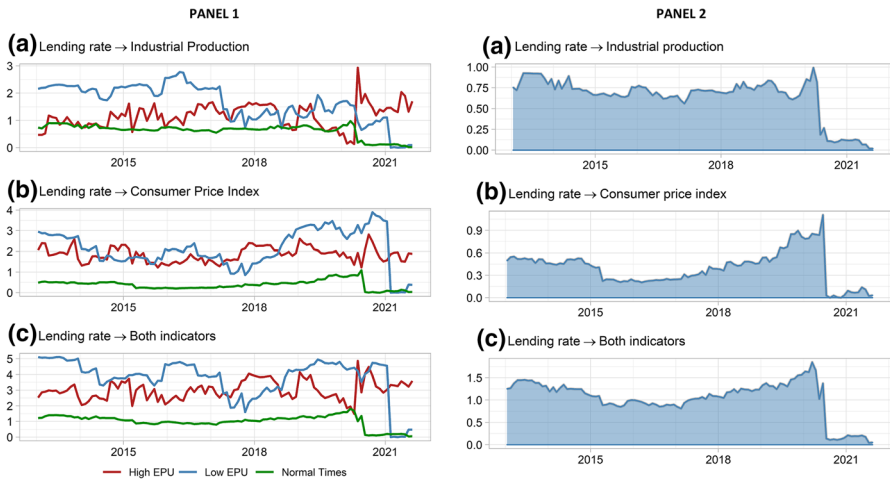 PANEL 1
(a) Lending rate → Industrial Production
3
2
1
0
2015 2018 2021
(b) Lending rate → Consumer Price Index
4
3
2
1
0
2015 2018 2021
(c) Lending rate → Both indicators
5
4
3
2
1
0
2015 2018 2021
High EPU Low EPU Normal Times
PANEL 2
(a) Lending rate → Industrial production
1.00
0.75
0.50
0.25
0.00
2015 2018 2021
(b) Lending rate → Consumer price index
0.9
0.6
0.3
0.0
2015 2018 2021
(c) Lending rate → Both indicators
1.5
1.0
0.5
0.0
2015 2018 2021